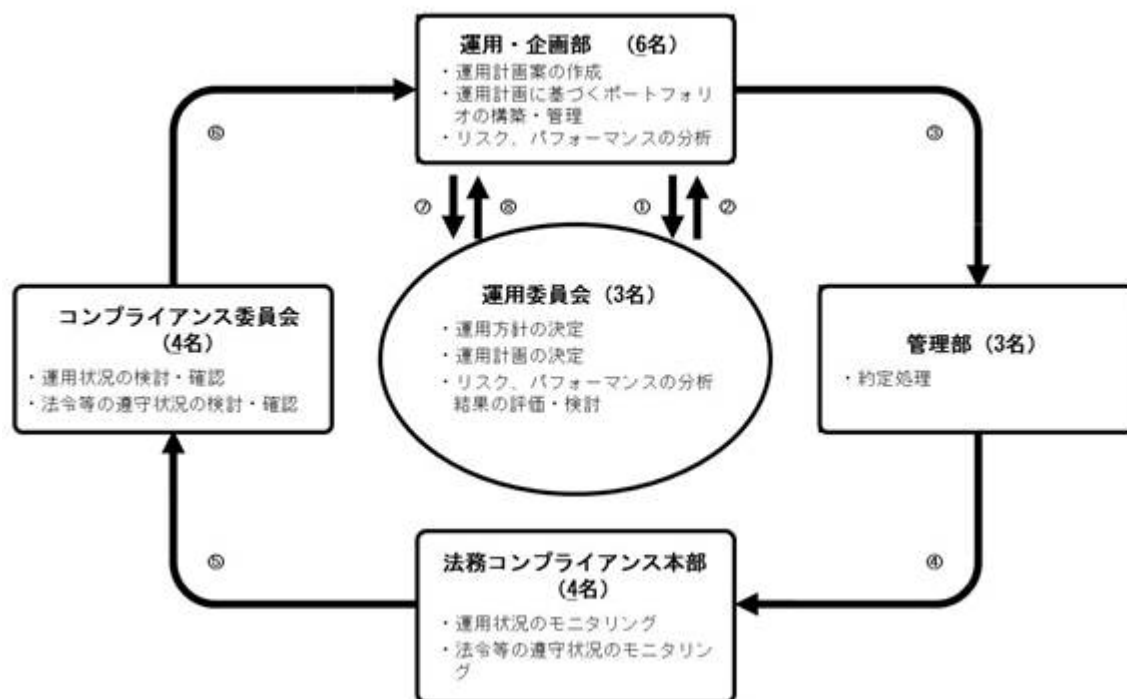 運用・企画部 (6名)
・運用計画案の作成
・運用計画に基づくポートフォリ
オの構築・管理
・リスク、パフォーマンスの分析
⑥
③
⑦
⑧
①
②
コンプライアンス委員会
(4名)
・運用状況の検討・確認
・法令等の遵守状況の検討・確認
運用委員会 (3名)
・運用方針の決定
・運用計画の決定
・リスク、パフォーマンスの分析
結果の評価・検討
管理部 (3名)
・約定処理
⑤
④
法務コンプライアンス本部
(4名)
・運用状況のモニタリング
・法令等の遵守状況のモニタリン
グ